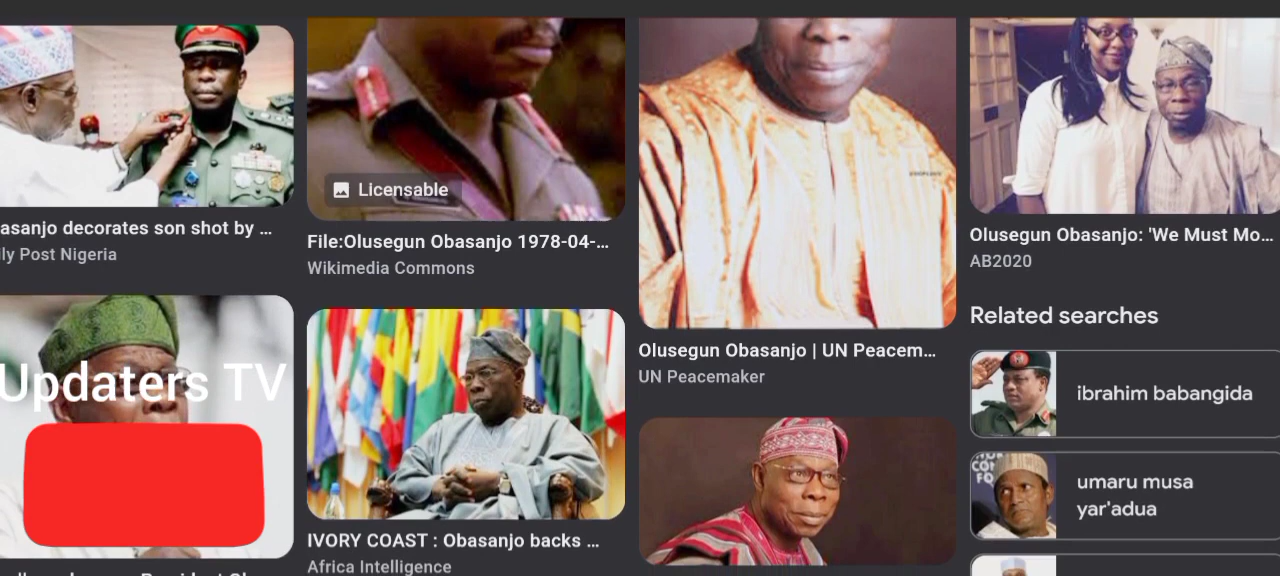 asanjo decorates son shot by ...
ly Post Nigeria
Updaters TV
Licensable
File:Olusegun Obasanjo 1978-04-...
Wikimedia Commons
IVORY COAST : Obasanjo backs ...
Africa Intelligence
Olusegun Obasanjo | UN Peacem...
UN Peacemaker
Olusegun Obasanjo: 'We Must Mo...
AB2020
Related searches
ibrahim babangida
umaru musa
yar'adua